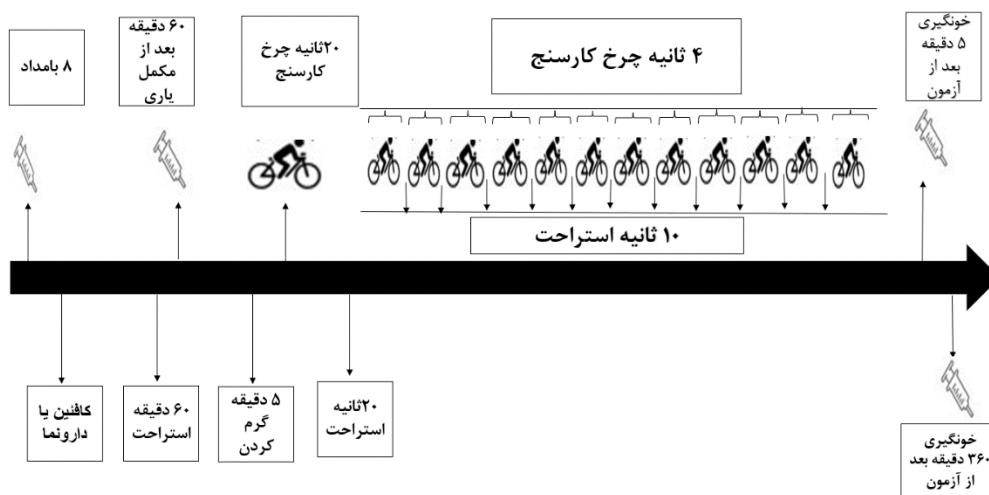 ۸ بامداد
۶۰ دقیقه
بعد از
مکمل
یاری
۲۰ثانیه چرخ
کارسنج
۴ ثانیه چرخ کارسنج
خونگیری
۵ دقیقه
بعد از
آزمون
۱۰ ثانیه استراحت
کافئین یا
دارونما
۶۰ دقیقه
استراحت
۵ دقیقه
گرم
کردن
۲۰ثانیه
استراحت
خونگیری
۳۶۰ دقیقه بعد
از آزمون